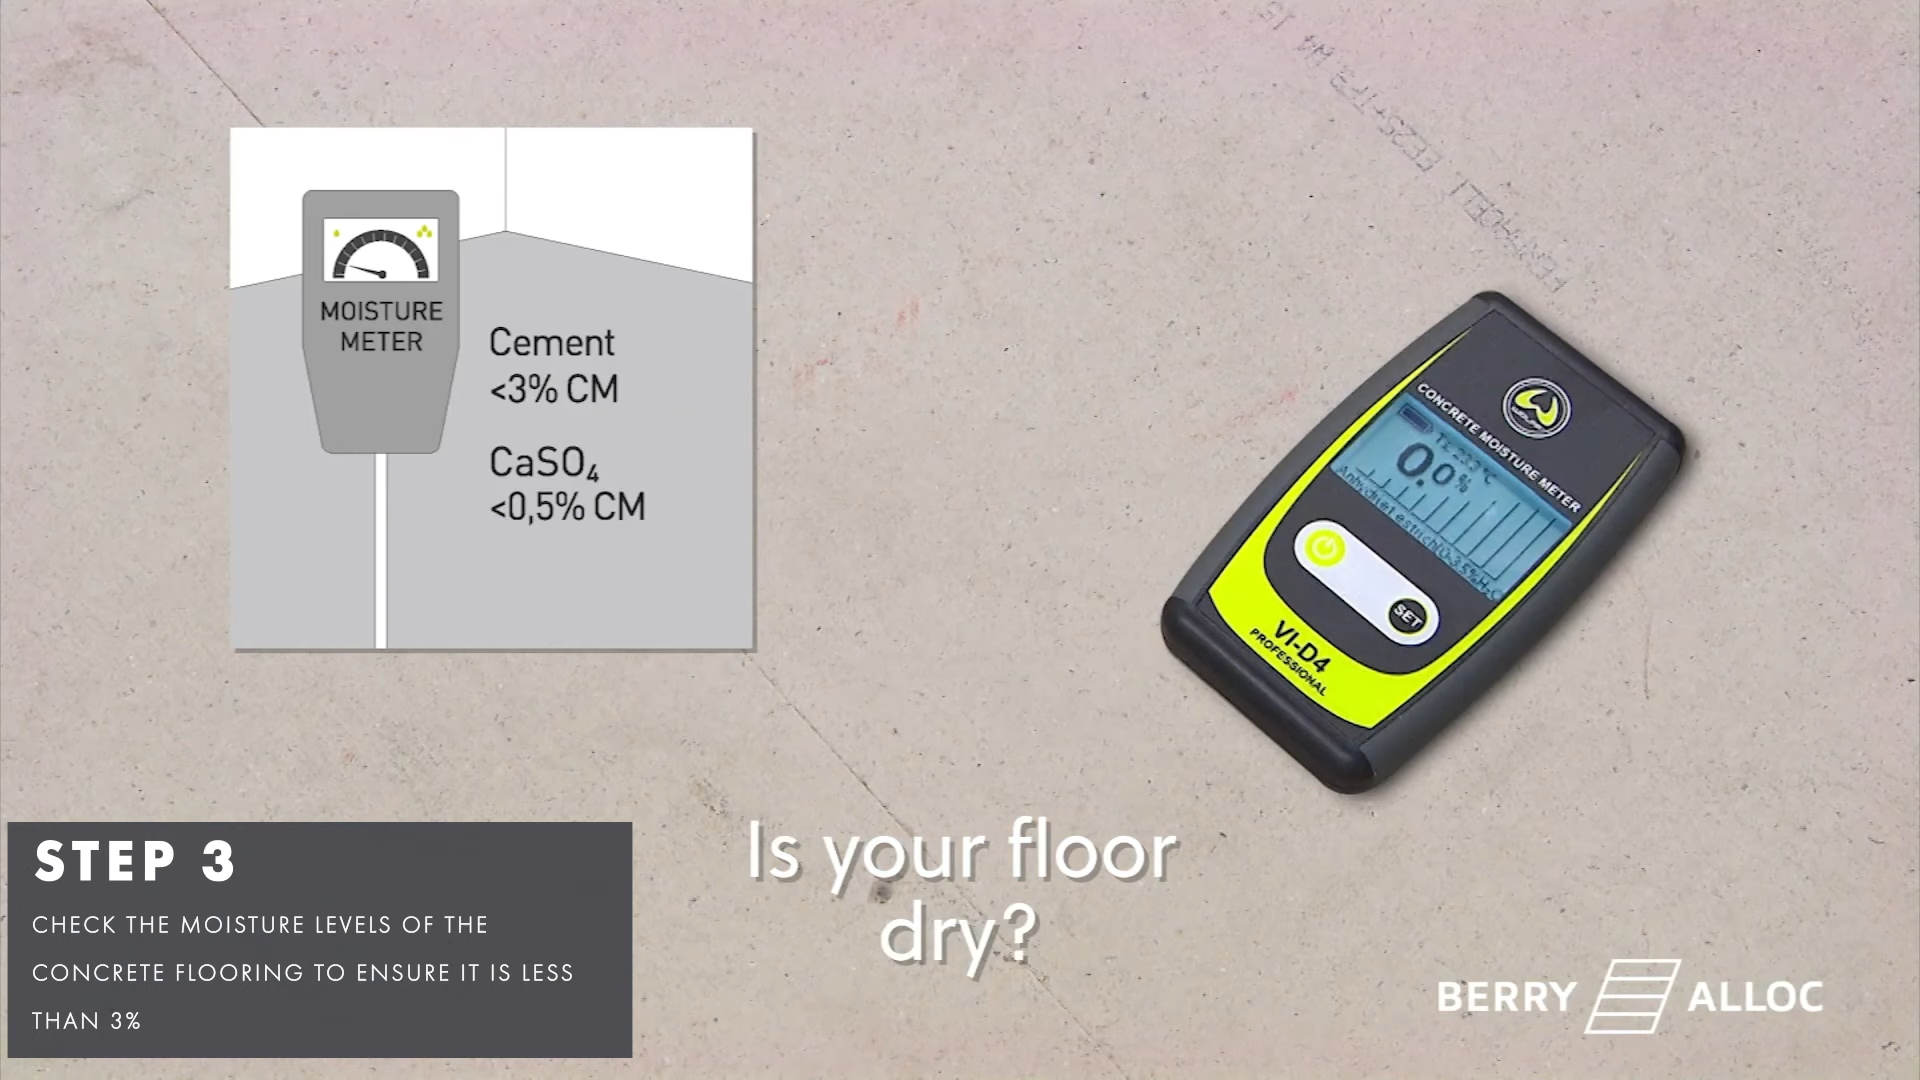 MOISTURE
METER
Cement
<3% CM
CaSO₄
<0,5% CM
CONCRETE MOISTURE METER
0.0%
SET
VI-D4
PROFESSIONAL
Is your floor
dry?
STEP 3
CHECK THE MOISTURE LEVELS OF THE
CONCRETE FLOORING TO ENSURE IT IS LESS
THAN 3%
BERRY ALLOC